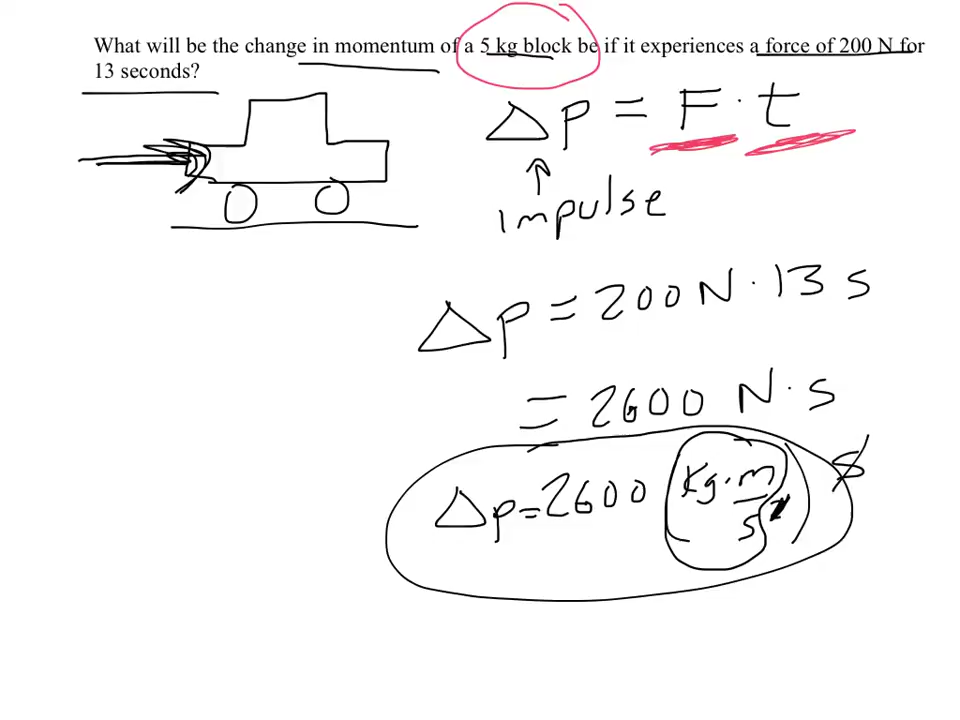 What will be the change in momentum of a 5 kg block be if it experiences a force of 200 N for
13 seconds?
Δp = F · t
impulse
Δp = 200 N · 13 s
= 2600 N · s
Δp = 2600 (kg · m/s) s